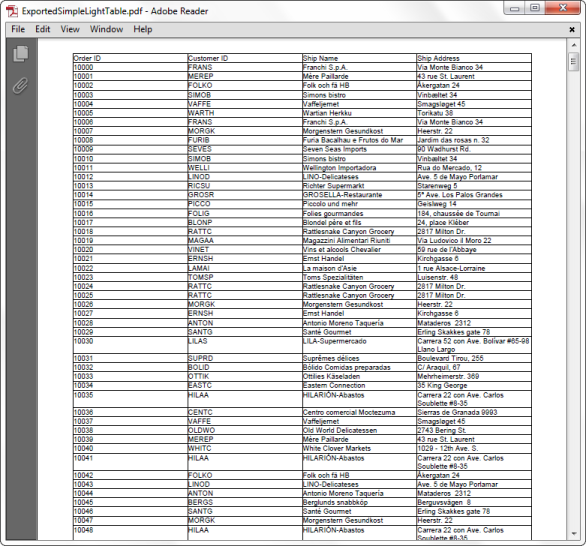 ExportedSimpleLightTable.pdf - Adobe Reader
File Edit View Window Help
Order ID Customer ID Ship Name Ship Address
10000 FRANS Franchi S.p.A. Via Monte Bianco 34
10001 MEREP Mère Paillarde 43 rue St. Laurent
10002 FOLKO Folk och fä HB Åkergatan 24
10003 SIMOB Simons bistro Vinbæltet 34
10004 VAFFE Vaffeljernet Smagsløget 45
10005 WARTH Wartian Herkku Torikatu 38
10006 FRANS Franchi S.p.A. Via Monte Bianco 34
10007 MORGK Morgenstern Gesundkost Heerstr. 22
10008 FURIB Furia Bacalhau e Frutos do Mar Jardim das rosas n. 32
10009 SEVES Seven Seas Imports 90 Wadhurst Rd.
10010 SIMOB Simons bistro Vinbæltet 34
10011 WELLI Wellington Importadora Rua do Mercado, 12
10012 LINOD LINO-Delicateses Ave. 5 de Mayo Porlamar
10013 RICSU Richter Supermarkt Starenweg 5
10014 GROSR GROSELLA-Restaurante 5ª Ave. Los Palos Grandes
10015 PICCO Piccolo und mehr Geislweg 14
10016 FOLIG Folies gourmandes 184, chaussée de Tournai
10017 BLONP Blondel père et fils 24, place Kléber
10018 RATTC Rattlesnake Canyon Grocery 2817 Milton Dr.
10019 MAGAA Magazzini Alimentari Riuniti Via Ludovico il Moro 22
10020 VINET Vins et alcools Chevalier 59 rue de l'Abbaye
10021 ERNSH Ernst Handel Kirchgasse 6
10022 LAMAI La maison d'Asie 1 rue Alsace-Lorraine
10023 TOMSP Toms Spezialitäten Luisenstr. 48
10024 RATTC Rattlesnake Canyon Grocery 2817 Milton Dr.
10025 RATTC Rattlesnake Canyon Grocery 2817 Milton Dr.
10026 MORGK Morgenstern Gesundkost Heerstr. 22
10027 ERNSH Ernst Handel Kirchgasse 6
10028 ANTON Antonio Moreno Taquería Mataderos 2312
10029 SANTG Santé Gourmet Erling Skakkes gate 78
10030 LILAS LILA-Supermercado Carrera 52 con Ave. Bolívar #65-98
Llano Largo
10031 SUPRD Suprêmes délices Boulevard Tirou, 255
10032 BOLID Bólido Comidas preparadas C/ Araquil, 67
10033 OTTIK Ottilies Käseladen Mehrheimerstr. 369
10034 EASTC Eastern Connection 35 King George
10035 HILAA HILARIÓN-Abastos Carrera 22 con Ave. Carlos
Soublette #8-35
10036 CENTC Centro comercial Moctezuma Sierras de Granada 9993
10037 VAFFE Vaffeljernet Smagsløget 45
10038 OLDWO Old World Delicatessen 2743 Bering St.
10039 MEREP Mère Paillarde 43 rue St. Laurent
10040 WHITC White Clover Markets 1029 - 12th Ave. S.
10041 HILAA HILARIÓN-Abastos Carrera 22 con Ave. Carlos
Soublette #8-35
10042 FOLKO Folk och fä HB Åkergatan 24
10043 LINOD LINO-Delicateses Ave. 5 de Mayo Porlamar
10044 ANTON Antonio Moreno Taquería Mataderos 2312
10045 BERGS Berglunds snabbköp Berguvsvägen 8
10046 SANTG Santé Gourmet Erling Skakkes gate 78
10047 MORGK Morgenstern Gesundkost Heerstr. 22
10048 HILAA HILARIÓN-Abastos Carrera 22 con Ave. Carlos
Soublette #8-35